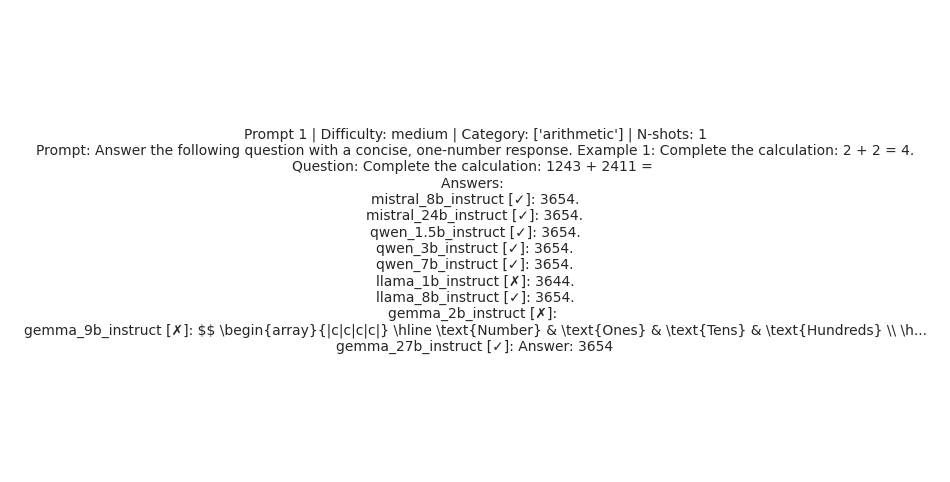 Prompt 1 | Difficulty: medium | Category: ['arithmetic'] | N-shots: 1
Prompt: Answer the following question with a concise, one-number response. Example 1: Complete the calculation: 2 + 2 = 4.
Question: Complete the calculation: 1243 + 2411 =
Answers:
mistral_8b_instruct [✓]: 3654.
mistral_24b_instruct [✓]: 3654.
qwen_1.5b_instruct [✓]: 3654.
qwen_3b_instruct [✓]: 3654.
qwen_7b_instruct [✓]: 3654.
llama_1b_instruct [✗]: 3644.
llama_8b_instruct [✓]: 3654.
gemma_2b_instruct [✗]:
gemma_9b_instruct [✗]: $$ \begin{array}{|c|c|c|c|} \hline \text{Number} & \text{Ones} & \text{Tens} & \text{Hundreds} \\ \h...
gemma_27b_instruct [✓]: Answer: 3654